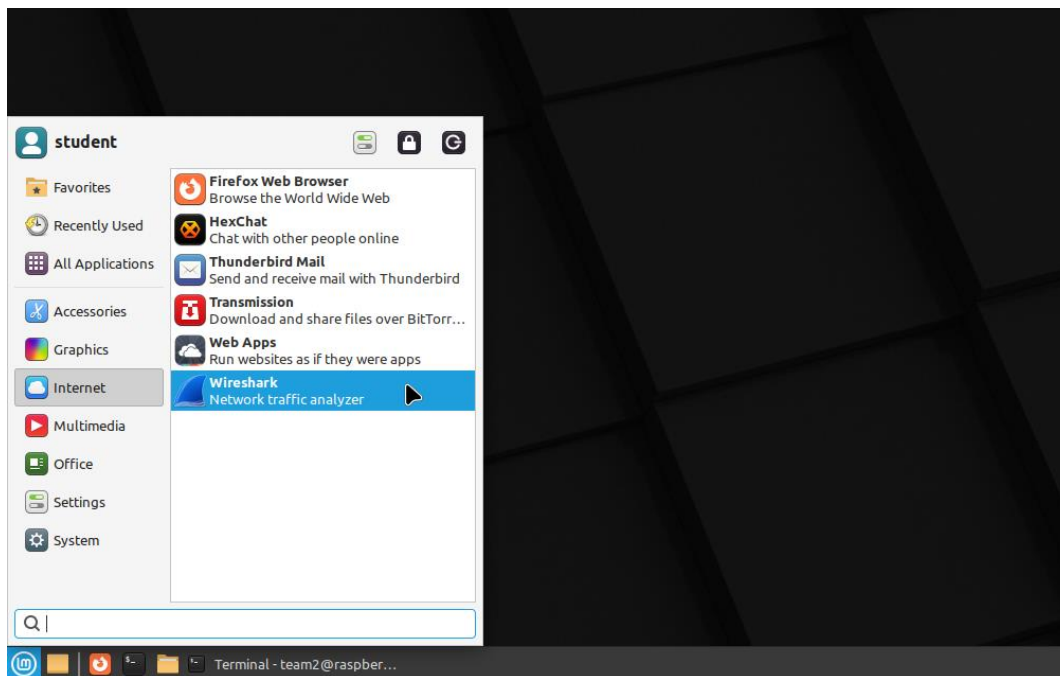 student
Favorites
Recently Used
All Applications
Accessories
Graphics
Internet
Multimedia
Office
Settings
System
Firefox Web Browser
Browse the World Wide Web
HexChat
Chat with other people online
Thunderbird Mail
Send and receive mail with Thunderbird
Transmission
Download and share files over BitTorr...
Web Apps
Run websites as if they were apps
Wireshark
Network traffic analyzer
Terminal - team2@raspber...